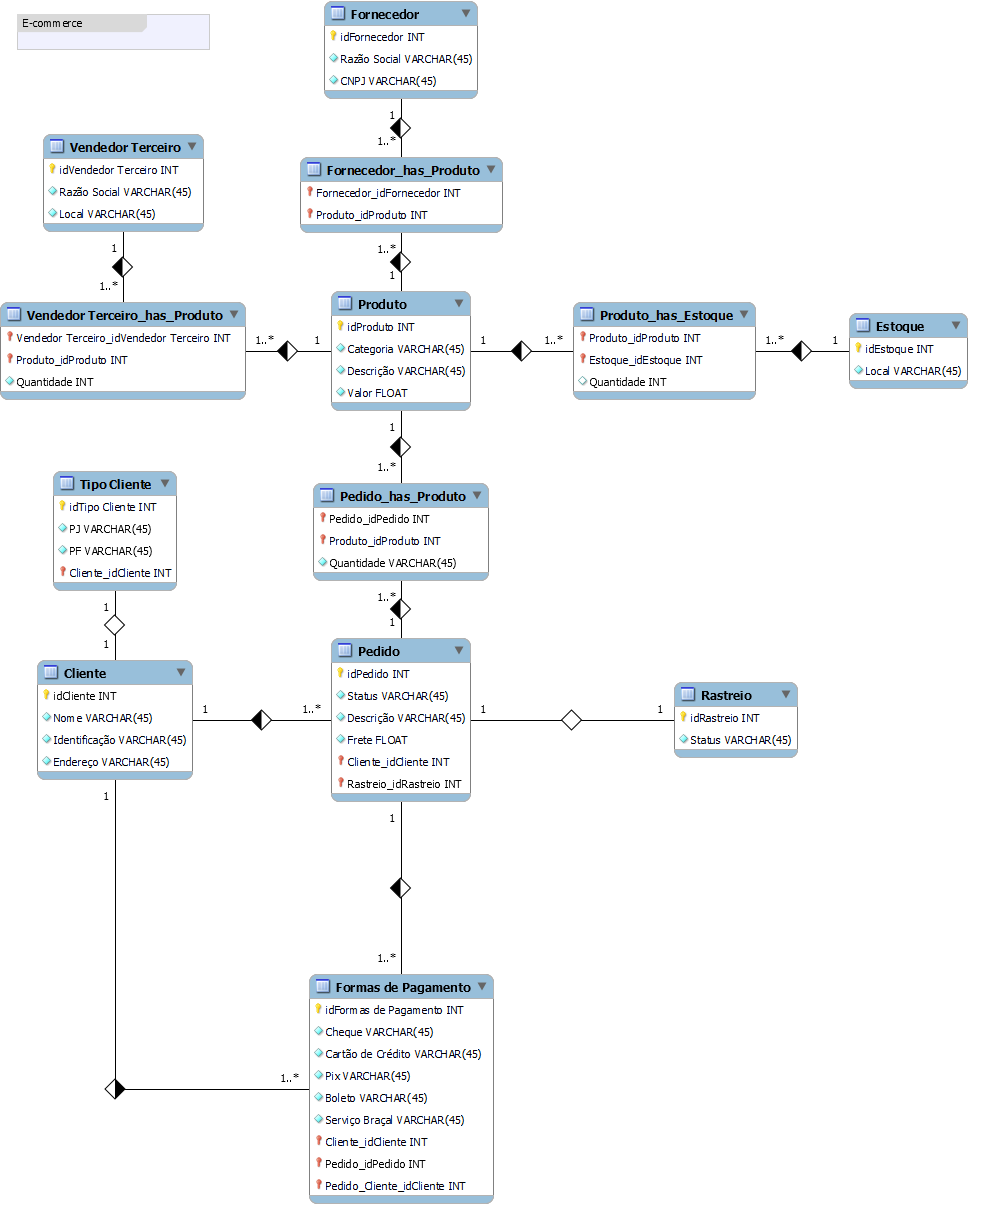 E-commerce
Fornecedor
idFornecedor INT
Razão Social VARCHAR(45)
CNPJ VARCHAR(45)
1
1..*
Vendedor Terceiro
idVendedor Terceiro INT
Razão Social VARCHAR(45)
Local VARCHAR(45)
1
1..*
Fornecedor_has_Produto
Fornecedor_idFornecedor INT
Produto_idProduto INT
1..*
1
Vendedor Terceiro_has_Produto
Vendedor Terceiro_idVendedor Terceiro INT
Produto_idProduto INT
Quantidade INT
1..*
1
Produto
idProduto INT
Categoria VARCHAR(45)
Descrição VARCHAR(45)
Valor FLOAT
1
1..*
Produto_has_Estoque
Produto_idProduto INT
Estoque_idEstoque INT
Quantidade INT
1..*
1
Estoque
idEstoque INT
Local VARCHAR(45)
1
1..*
Tipo Cliente
idTipo Cliente INT
PJ VARCHAR(45)
PF VARCHAR(45)
Cliente_idCliente INT
1
1
Pedido_has_Produto
Pedido_idPedido INT
Produto_idProduto INT
Quantidade VARCHAR(45)
1..*
1
Cliente
idCliente INT
Nome VARCHAR(45)
Identificação VARCHAR(45)
Endereço VARCHAR(45)
1
1..*
Pedido
idPedido INT
Status VARCHAR(45)
Descrição VARCHAR(45)
Frete FLOAT
Cliente_idCliente INT
Rastreio_idRastreio INT
1
1
Rastreio
idRastreio INT
Status VARCHAR(45)
1
1..*
1
1..*
Formas de Pagamento
idFormas de Pagamento INT
Cheque VARCHAR(45)
Cartão de Crédito VARCHAR(45)
Pix VARCHAR(45)
Boleto VARCHAR(45)
Serviço Braçal VARCHAR(45)
Cliente_idCliente INT
Pedido_idPedido INT
Pedido_Cliente_idCliente INT